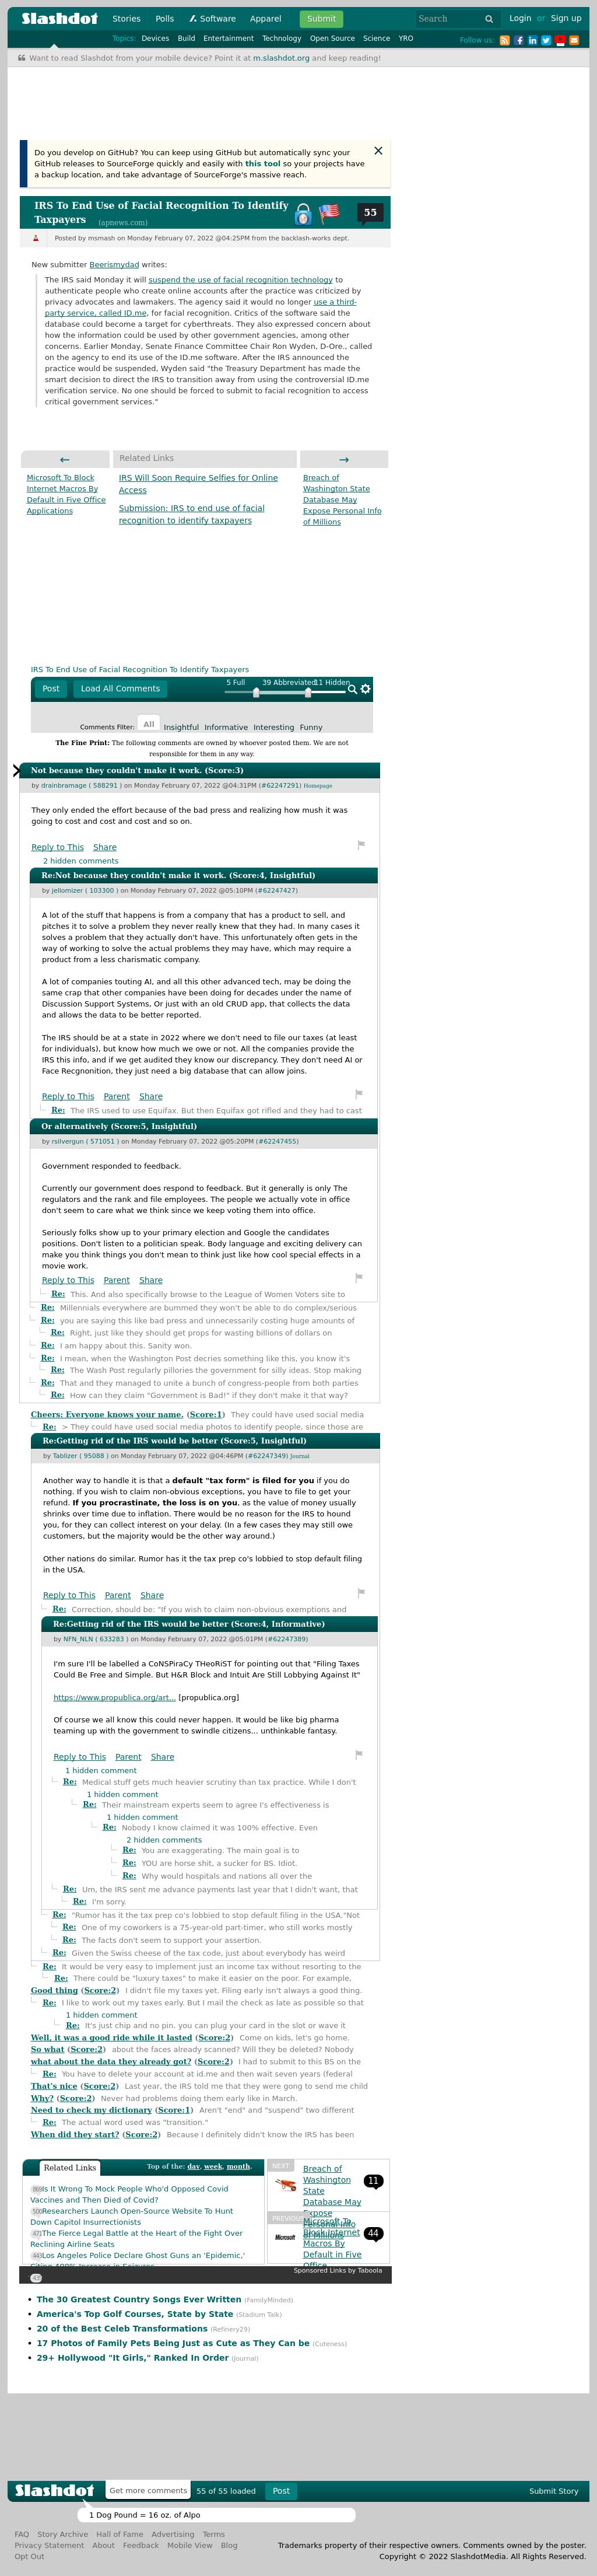 Slashdot
Stories Polls Software Apparel Submit Search Login or Sign up
Topics: Devices Build Entertainment Technology Open Source Science YRO Follow us:
Want to read Slashdot from your mobile device? Point it at m.slashdot.org and keep reading!
Do you develop on GitHub? You can keep using GitHub but automatically sync your
GitHub releases to SourceForge quickly and easily with this tool so your projects have
a backup location, and take advantage of SourceForge's massive reach.
IRS To End Use of Facial Recognition To Identify
Taxpayers (apnews.com)
55
Posted by msmash on Monday February 07, 2022 @04:25PM from the backlash-works dept.
New submitter Beerismydad writes:
The IRS said Monday it will suspend the use of facial recognition technology to
authenticate people who create online accounts after the practice was criticized by
privacy advocates and lawmakers. The agency said it would no longer use a third-
party service, called ID.me, for facial recognition. Critics of the software said the
database could become a target for cyberthreats. They also expressed concern about
how the information could be used by other government agencies, among other
concerns. Earlier Monday, Senate Finance Committee Chair Ron Wyden, D-Ore., called
on the agency to end its use of the ID.me software. After the IRS announced the
practice would be suspended, Wyden said "the Treasury Department has made the
smart decision to direct the IRS to transition away from using the controversial ID.me
verification service. No one should be forced to submit to facial recognition to access
critical government services."
← Related Links →
Microsoft To Block
Internet Macros By
Default in Five Office
Applications
IRS Will Soon Require Selfies for Online
Access
Submission: IRS to end use of facial
recognition to identify taxpayers
Breach of
Washington State
Database May
Expose Personal Info
of Millions
IRS To End Use of Facial Recognition To Identify Taxpayers
Post Load All Comments 5 Full 39 Abbreviated 11 Hidden
Comments Filter: All Insightful Informative Interesting Funny
The Fine Print: The following comments are owned by whoever posted them. We are not
responsible for them in any way.
Not because they couldn't make it work. (Score:3)
by drainbramage ( 588291 ) on Monday February 07, 2022 @04:31PM (#62247291) Homepage
They only ended the effort because of the bad press and realizing how mush it was
going to cost and cost and cost and so on.
Reply to This Share
2 hidden comments
Re:Not because they couldn't make it work. (Score:4, Insightful)
by jellomizer ( 103300 ) on Monday February 07, 2022 @05:10PM (#62247427)
A lot of the stuff that happens is from a company that has a product to sell, and
pitches it to solve a problem they never really knew that they had. In many cases it
solves a problem that they actually don't have. This unfortunately often gets in the
way of working to solve the actual problems they may have, which may require a
product from a less charismatic company.
A lot of companies touting AI, and all this other advanced tech, may be doing the
same crap that other companies have been doing for decades under the name of
Discussion Support Systems, Or just with an old CRUD app, that collects the data
and allows the data to be better reported.
The IRS should be at a state in 2022 where we don't need to file our taxes (at least
for individuals), but know how much we owe or not. All the companies provide the
IRS this info, and if we get audited they know our discrepancy. They don't need AI or
Face Recgnonition, they just need a big database that can allow joins.
Reply to This Parent Share
Re: The IRS used to use Equifax. But then Equifax got rifled and they had to cast
Or alternatively (Score:5, Insightful)
by rsilvergun ( 571051 ) on Monday February 07, 2022 @05:20PM (#62247455)
Government responded to feedback.
Currently our government does respond to feedback. But it generally is only The
regulators and the rank and file employees. The people we actually vote in office
don't seem to care what we think since we keep voting them into office.
Seriously folks show up to your primary election and Google the candidates
positions. Don't listen to a politician speak. Body language and exciting delivery can
make you think things you don't mean to think just like how cool special effects in a
movie work.
Reply to This Parent Share
Re: This. And also specifically browse to the League of Women Voters site to
Re: Millennials everywhere are bummed they won't be able to do complex/serious
Re: you are saying this like bad press and unnecessarily costing huge amounts of
Re: Right, just like they should get props for wasting billions of dollars on
Re: I am happy about this. Sanity won.
Re: I mean, when the Washington Post decries something like this, you know it's
Re: The Wash Post regularly pillories the government for silly ideas. Stop making
Re: That and they managed to unite a bunch of congress-people from both parties
Re: How can they claim "Government is Bad!" if they don't make it that way?
Cheers: Everyone knows your name. (Score:1) They could have used social media
Re: > They could have used social media photos to identify people, since those are
Re:Getting rid of the IRS would be better (Score:5, Insightful)
by Tablizer ( 95088 ) on Monday February 07, 2022 @04:46PM (#62247349) Journal
Another way to handle it is that a default "tax form" is filed for you if you do
nothing. If you wish to claim non-obvious exceptions, you have to file to get your
refund. If you procrastinate, the loss is on you, as the value of money usually
shrinks over time due to inflation. There would be no reason for the IRS to hound
you, for they can collect interest on your delay. (In a few cases they may still owe
customers, but the majority would be the other way around.)
Other nations do similar. Rumor has it the tax prep co's lobbied to stop default filing
in the USA.
Reply to This Parent Share
Re: Correction, should be: "If you wish to claim non-obvious exemptions and
Re:Getting rid of the IRS would be better (Score:4, Informative)
by NFN_NLN ( 633283 ) on Monday February 07, 2022 @05:01PM (#62247389)
I'm sure I'll be labelled a CoNSPiraCy THeoRiST for pointing out that "Filing Taxes
Could Be Free and Simple. But H&R Block and Intuit Are Still Lobbying Against It"
https://www.propublica.org/art... [propublica.org]
Of course we all know this could never happen. It would be like big pharma
teaming up with the government to swindle citizens... unthinkable fantasy.
Reply to This Parent Share
1 hidden comment
Re: Medical stuff gets much heavier scrutiny than tax practice. While I don't
1 hidden comment
Re: Their mainstream experts seem to agree I's effectiveness is
1 hidden comment
Re: Nobody I know claimed it was 100% effective. Even
2 hidden comments
Re: You are exaggerating. The main goal is to
Re: YOU are horse shit, a sucker for BS. Idiot.
Re: Why would hospitals and nations all over the
Re: Um, the IRS sent me advance payments last year that I didn't want, that
Re: I'm sorry.
Re: "Rumor has it the tax prep co's lobbied to stop default filing in the USA."Not
Re: One of my coworkers is a 75-year-old part-timer, who still works mostly
Re: The facts don't seem to support your assertion.
Re: Given the Swiss cheese of the tax code, just about everybody has weird
Re: It would be very easy to implement just an income tax without resorting to the
Re: There could be "luxury taxes" to make it easier on the poor. For example,
Good thing (Score:2) I didn't file my taxes yet. Filing early isn't always a good thing.
Re: I like to work out my taxes early. But I mail the check as late as possible so that
1 hidden comment
Re: It's just chip and no pin. you can plug your card in the slot or wave it
Well, it was a good ride while it lasted (Score:2) Come on kids, let's go home.
So what (Score:2) about the faces already scanned? Will they be deleted? Nobody
what about the data they already got? (Score:2) I had to submit to this BS on the
Re: You have to delete your account at id.me and then wait seven years (federal
That's nice (Score:2) Last year, the IRS told me that they were gong to send me child
Why? (Score:2) Never had problems doing them early like in March.
Need to check my dictionary (Score:1) Aren't "end" and "suspend" two different
Re: The actual word used was "transition."
When did they start? (Score:2) Because I definitely didn't know the IRS has been
Related Links Top of the: day, week, month.
869 Is It Wrong To Mock People Who'd Opposed Covid
Vaccines and Then Died of Covid?
500 Researchers Launch Open-Source Website To Hunt
Down Capitol Insurrectionists
471 The Fierce Legal Battle at the Heart of the Fight Over
Reclining Airline Seats
443 Los Angeles Police Declare Ghost Guns an 'Epidemic,'
Citing 400% Increase in Seizures
NEXT
Breach of
Washington
State
Database May
Expose
Personal Info
of Millions
11
PREVIOUS
Microsoft
Microsoft To
Block Internet
Macros By
Default in Five
Office
44
Sponsored Links by Taboola
The 30 Greatest Country Songs Ever Written (FamilyMinded)
America's Top Golf Courses, State by State (Stadium Talk)
20 of the Best Celeb Transformations (Refinery29)
17 Photos of Family Pets Being Just as Cute as They Can be (Cuteness)
29+ Hollywood "It Girls," Ranked In Order (Journal)
Slashdot Get more comments 55 of 55 loaded Post Submit Story
1 Dog Pound = 16 oz. of Alpo
FAQ Story Archive Hall of Fame Advertising Terms
Privacy Statement About Feedback Mobile View Blog
Opt Out
Trademarks property of their respective owners. Comments owned by the poster.
Copyright © 2022 SlashdotMedia. All Rights Reserved.